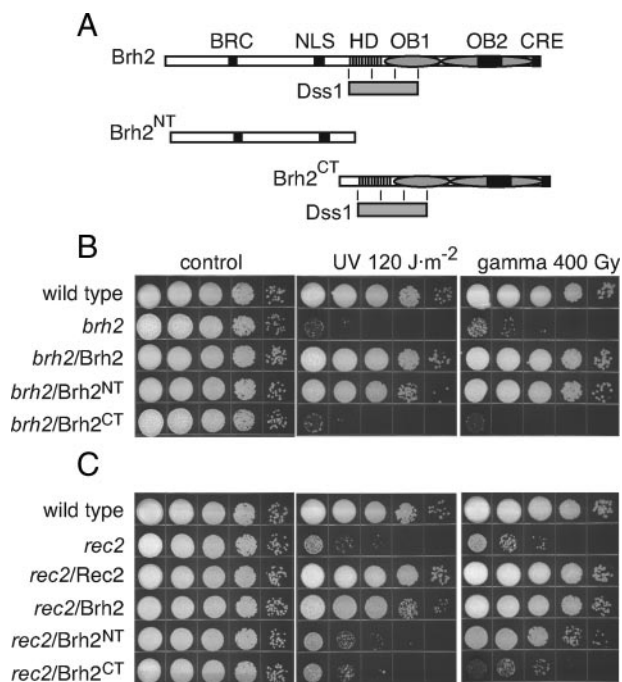 A
BRC NLS HD OB1 OB2 CRE
Brh2
Dss1
Brh2NT
Brh2CT
Dss1
B
control UV 120 J·m-2 gamma 400 Gy
wild type
brh2
brh2/Brh2
brh2/Brh2NT
brh2/Brh2CT
C
wild type
rec2
rec2/Rec2
rec2/Brh2
rec2/Brh2NT
rec2/Brh2CT